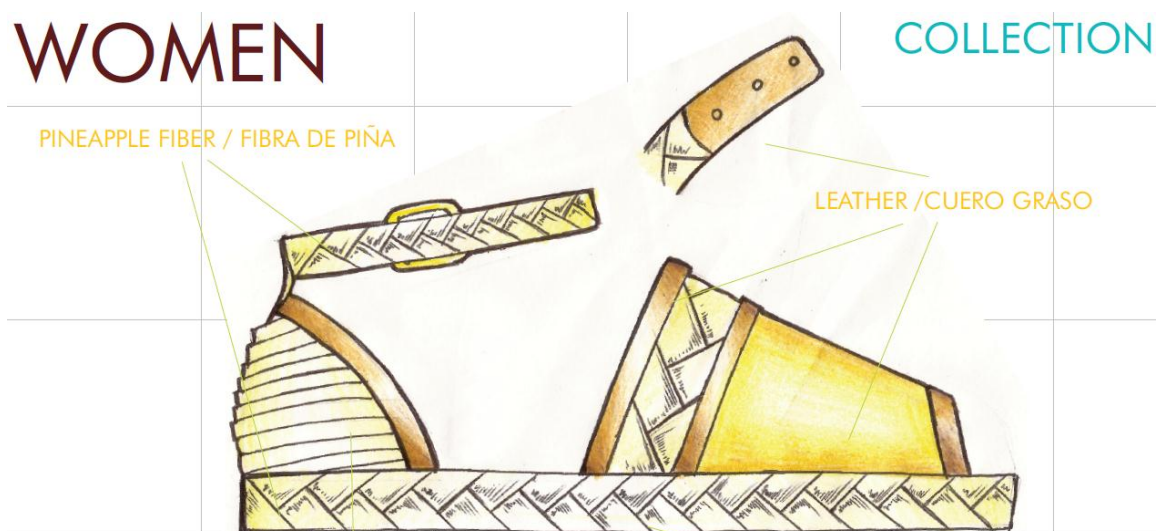 WOMEN
COLLECTION
PINEAPPLE FIBER / FIBRA DE PIÑA
LEATHER /CUERO GRASO